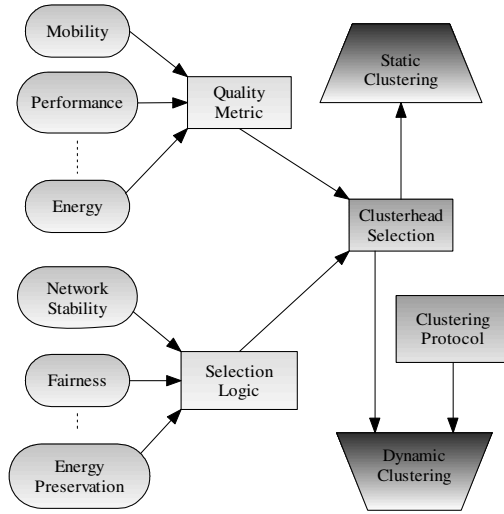 Mobility
Performance
Energy
Quality
Metric
Static
Clustering
Clusterhead
Selection
Network
Stability
Fairness
Energy
Preservation
Selection
Logic
Clustering
Protocol
Dynamic
Clustering